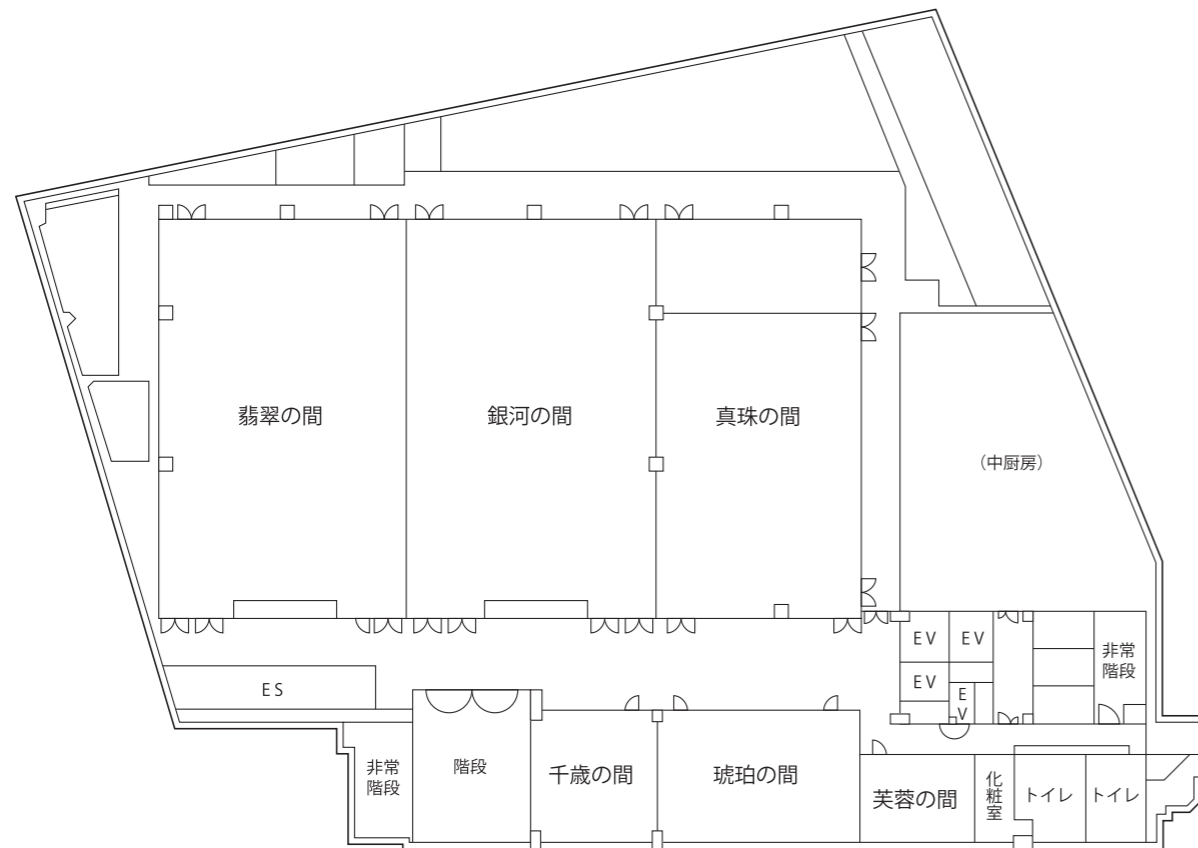 翡翠の間
銀河の間
真珠の間
（中厨房）
EV
EV
EV
EV
非常
階段
ES
非常
階段
階段
千歳の間
琥珀の間
芙蓉の間
化粧室
トイレ
トイレ